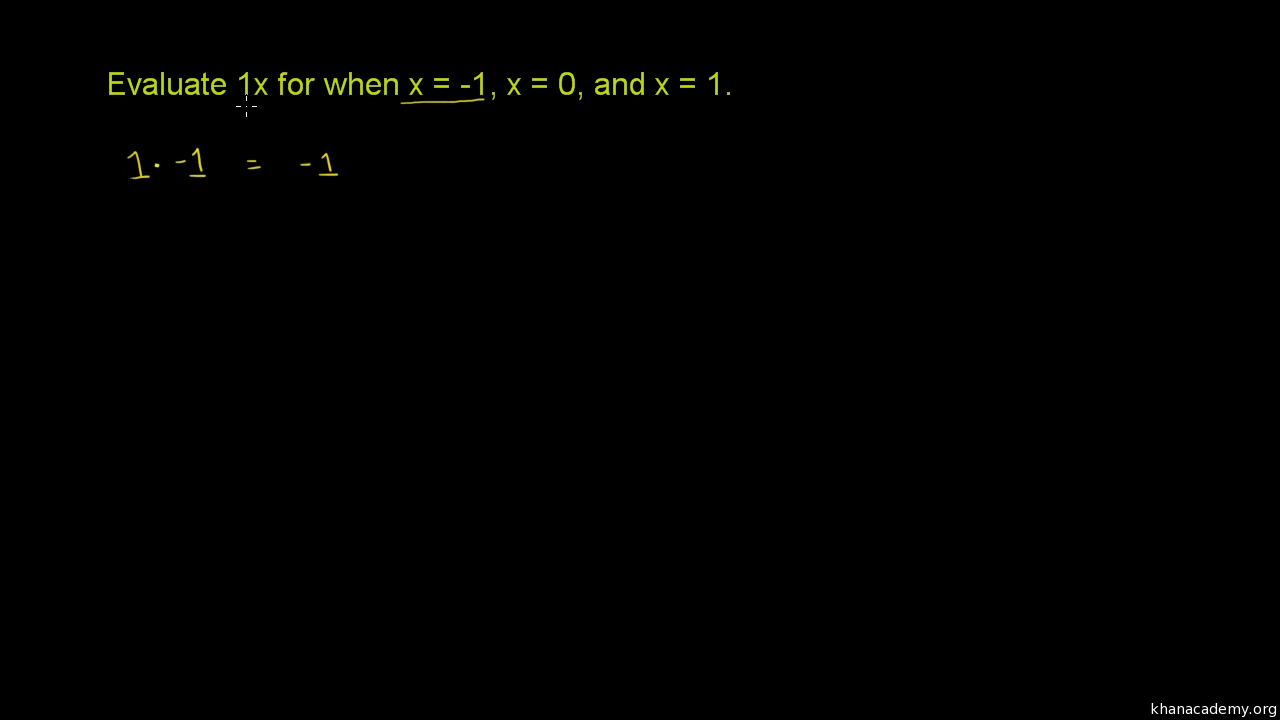 Evaluate 1x for when x = -1, x = 0, and x = 1.
1 · -1 = -1
khanacademy.org